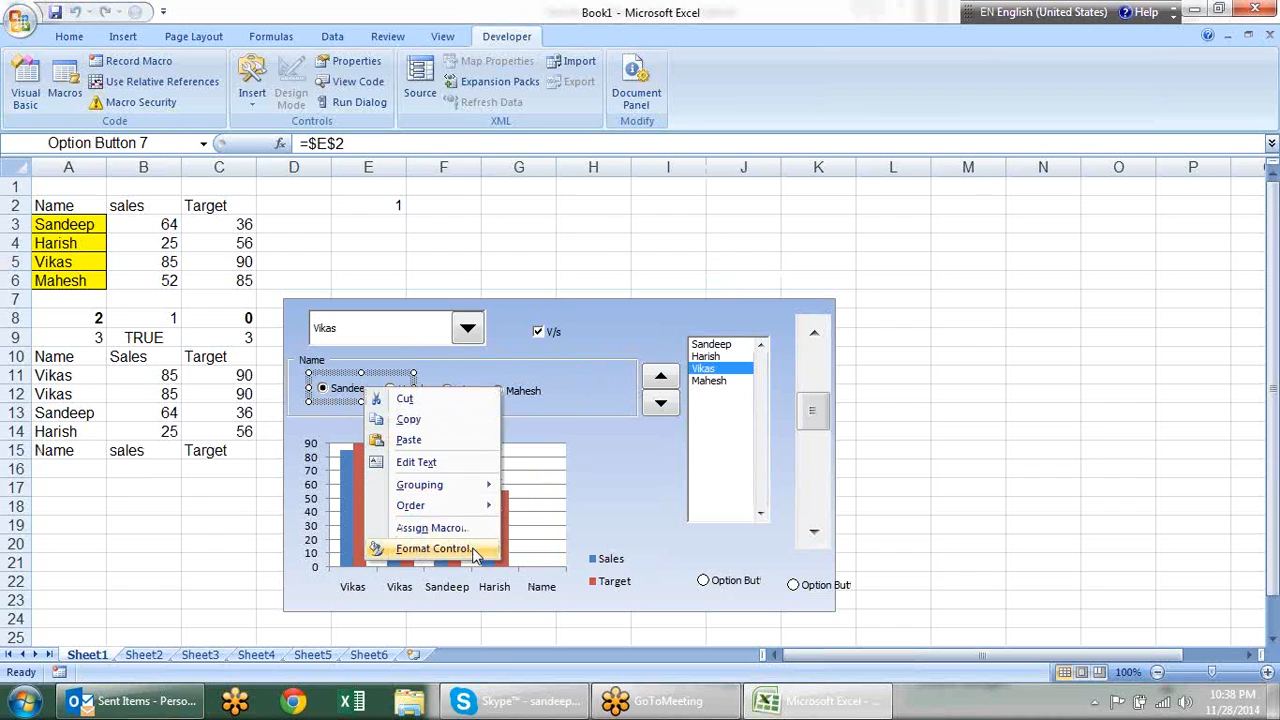 Book1 - Microsoft Excel
EN English (United States)
Help
Home Insert Page Layout Formulas Data Review View Developer
Visual Basic
Macros
Record Macro
Use Relative References
Macro Security
Code
Insert
Design Mode
Properties
View Code
Run Dialog
Controls
Source
Map Properties
Expansion Packs
Refresh Data
Import
Export
XML
Document Panel
Modify
Option Button 7
fx =$E$2
A B C D E F G H I J K L M N O P
1
2 Name sales Target 1
3 Sandeep 64 36
4 Harish 25 56
5 Vikas 85 90
6 Mahesh 52 85
7
8 2 1 0
9 3 TRUE 3
10 Name Sales Target
11 Vikas 85 90
12 Vikas 85 90
13 Sandeep 64 36
14 Harish 25 56
15 Name sales Target
16
17
18
19
20
21
22
23
24
25
Vikas
V/s
Name
Sandee
Mahesh
Sandeep
Harish
Vikas
Mahesh
Cut
Copy
Paste
Edit Text
Grouping
Order
Assign Macro...
Format Control...
90
80
70
60
50
40
30
20
10
0
Vikas Vikas Sandeep Harish Name
Sales
Target
Option But
Option But
Sheet1 Sheet2 Sheet3 Sheet4 Sheet5 Sheet6
Ready
100%
Sent Items - Perso...
Skype™ - sandeep...
GoToMeeting
Microsoft Excel - ...
10:38 PM
11/28/2014